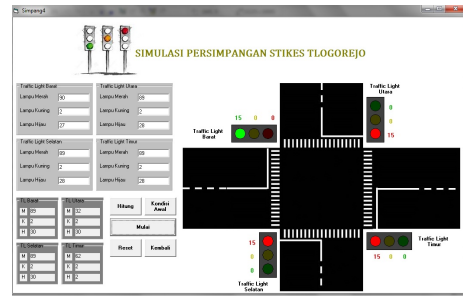 Simpang4
SIMULASI PERSIMPANGAN STIKES TLOGOREJO
Traffic Light Barat
Lampu Merah 90
Lampu Kuning 2
Lampu Hijau 27
Traffic Light Utara
Lampu Merah 89
Lampu Kuning 2
Lampu Hijau 28
Traffic Light Selatan
Lampu Merah 89
Lampu Kuning 2
Lampu Hijau 28
Traffic Light Timur
Lampu Merah 89
Lampu Kuning 2
Lampu Hijau 28
TL Barat
M 89
K 2
H 30
TL Utara
M 32
K 2
H 30
TL Selatan
M 89
K 2
H 30
TL Timur
M 62
K 2
H 30
Hitung
Kondisi
Awal
Mulai
Reset
Kembali
Traffic Light
Utara
0
0
15
15 0 0
Traffic Light
Barat
15
0
0
Traffic Light
Selatan
Traffic Light
Timur
15 0 0